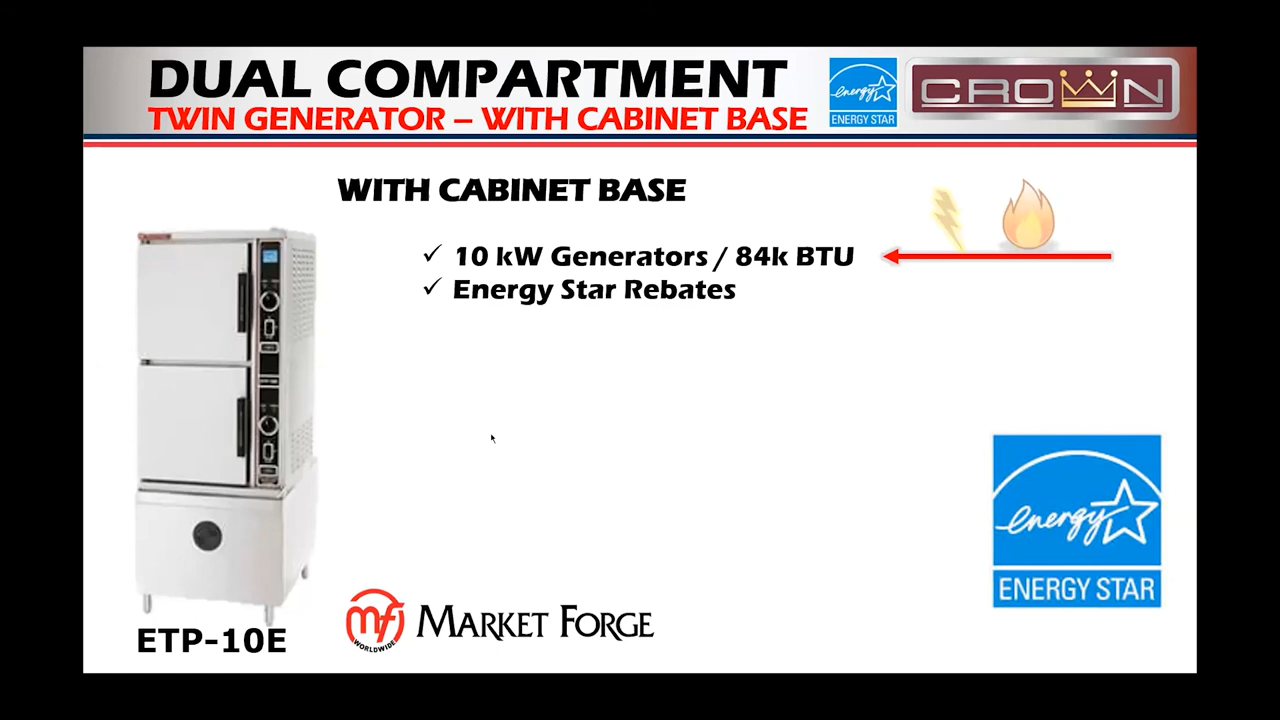 DUAL COMPARTMENT
TWIN GENERATOR – WITH CABINET BASE
energy
ENERGY STAR
CROWN
WITH CABINET BASE
✓ 10 kW Generators / 84k BTU
✓ Energy Star Rebates
energy
ENERGY STAR
mf
WORLDWIDE
MARKET FORGE
ETP-10E